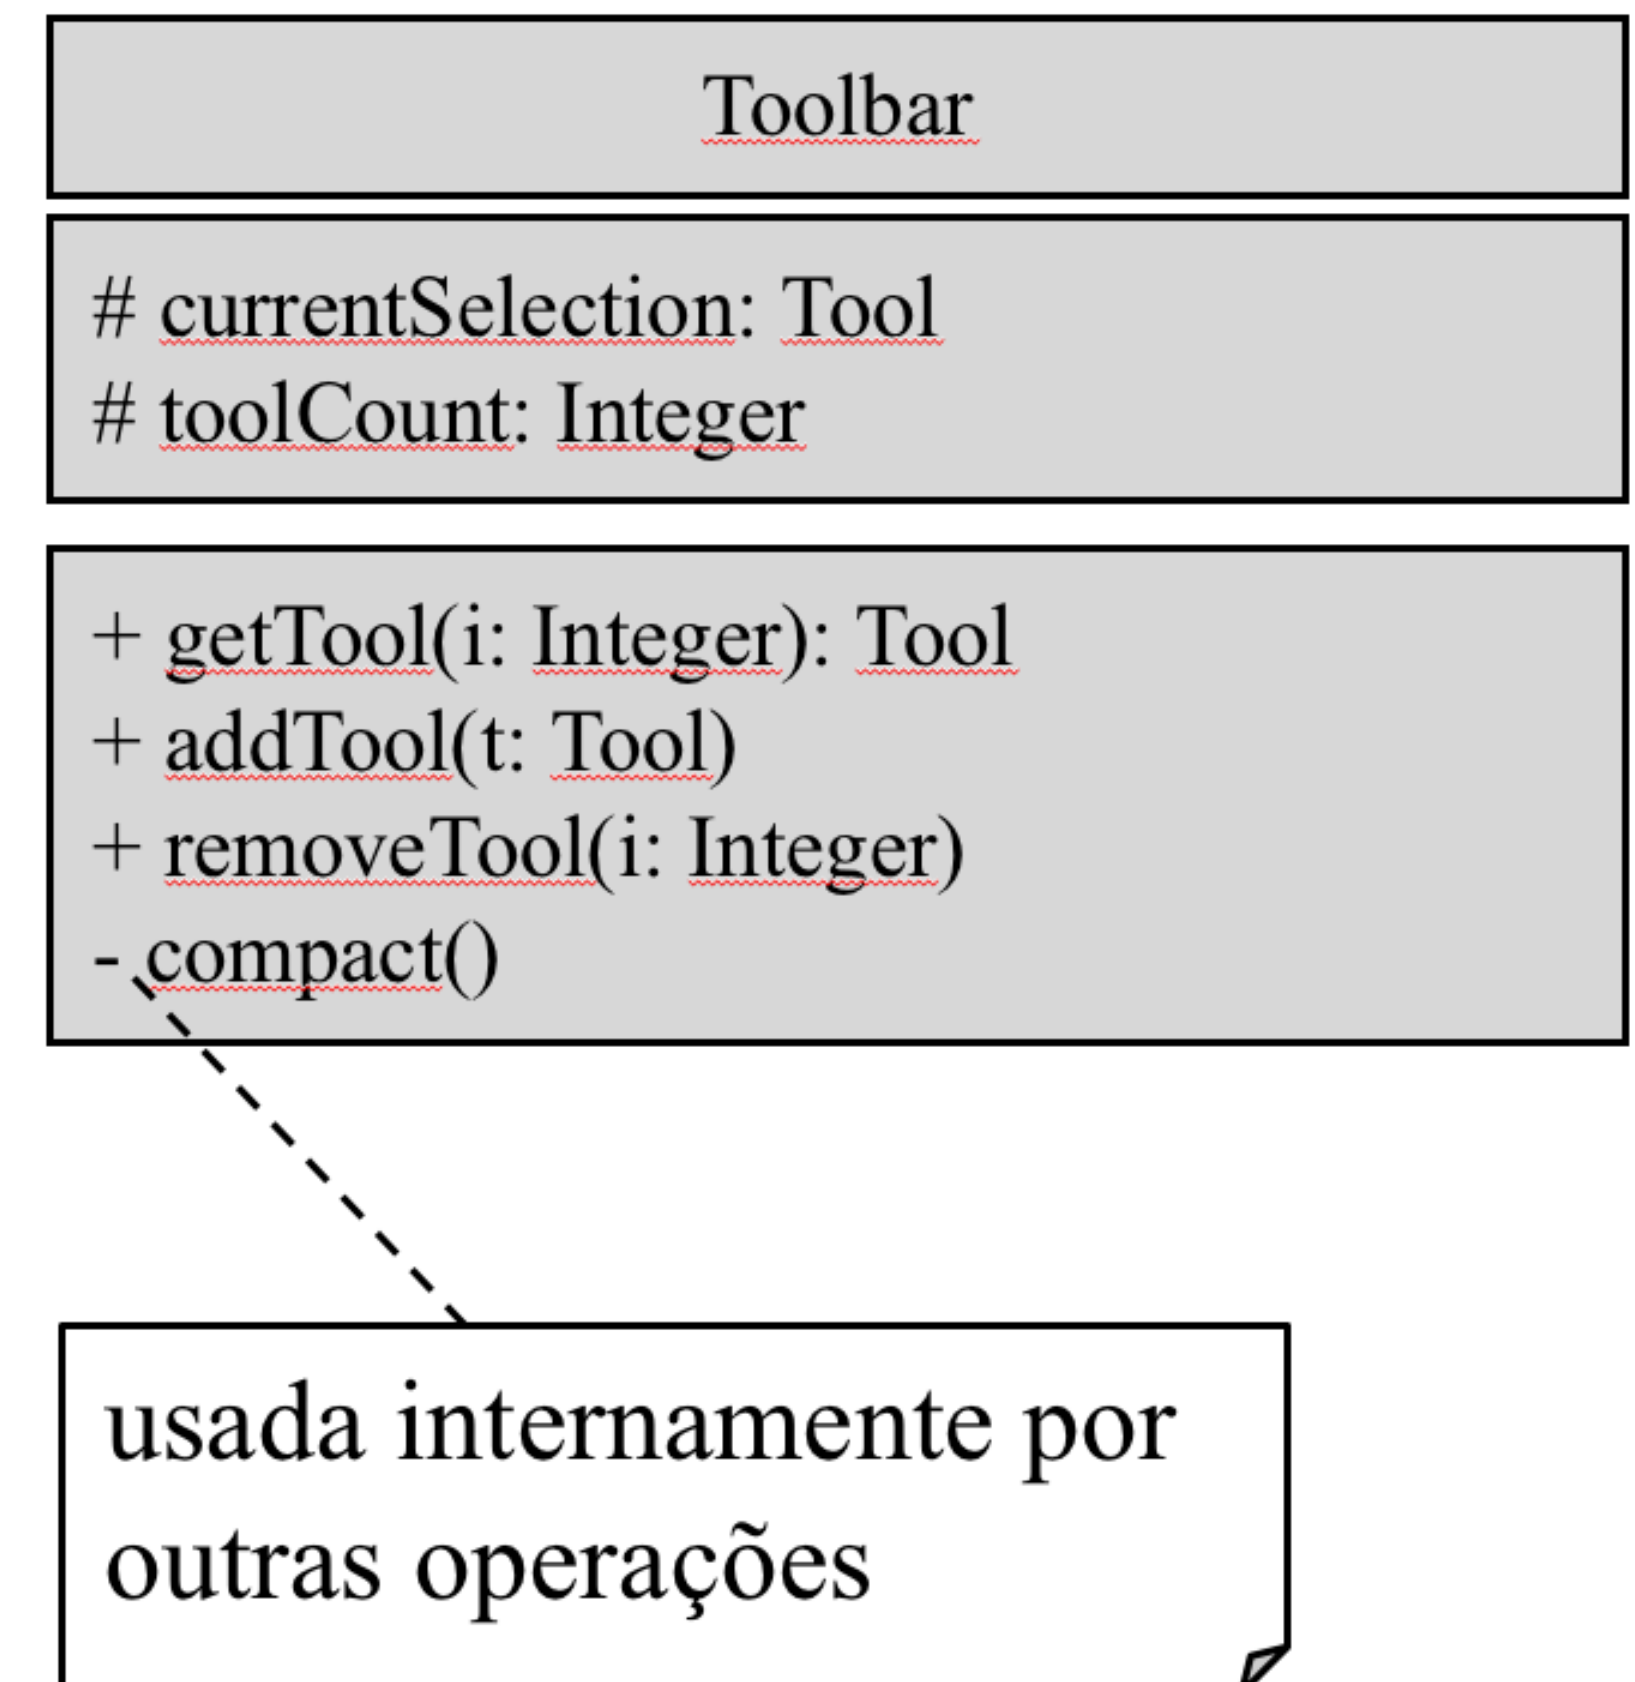 Toolbar
# currentSelection: Tool
# toolCount: Integer
+ getTool(i: Integer): Tool
+ addTool(t: Tool)
+ removeTool(i: Integer)
- compact()
usada internamente por
outras operações